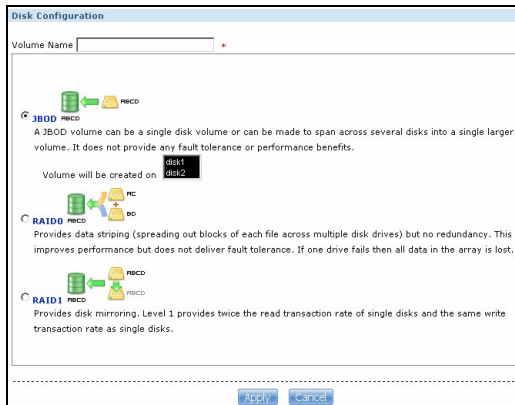 Disk Configuration
Volume Name *
ABCD
JBOD ABCD
A JBOD volume can be a single disk volume or can be made to span across several disks into a single larger
volume. It does not provide any fault tolerance or performance benefits.
disk1
Volume will be created on
disk2
AC
BD
RAID0 ABCD
Provides data striping (spreading out blocks of each file across multiple disk drives) but no redundancy. This
improves performance but does not deliver fault tolerance. If one drive fails then all data in the array is lost.
ABCD
ABCD
RAID1 ABCD
Provides disk mirroring. Level 1 provides twice the read transaction rate of single disks and the same write
transaction rate as single disks.
Apply Cancel